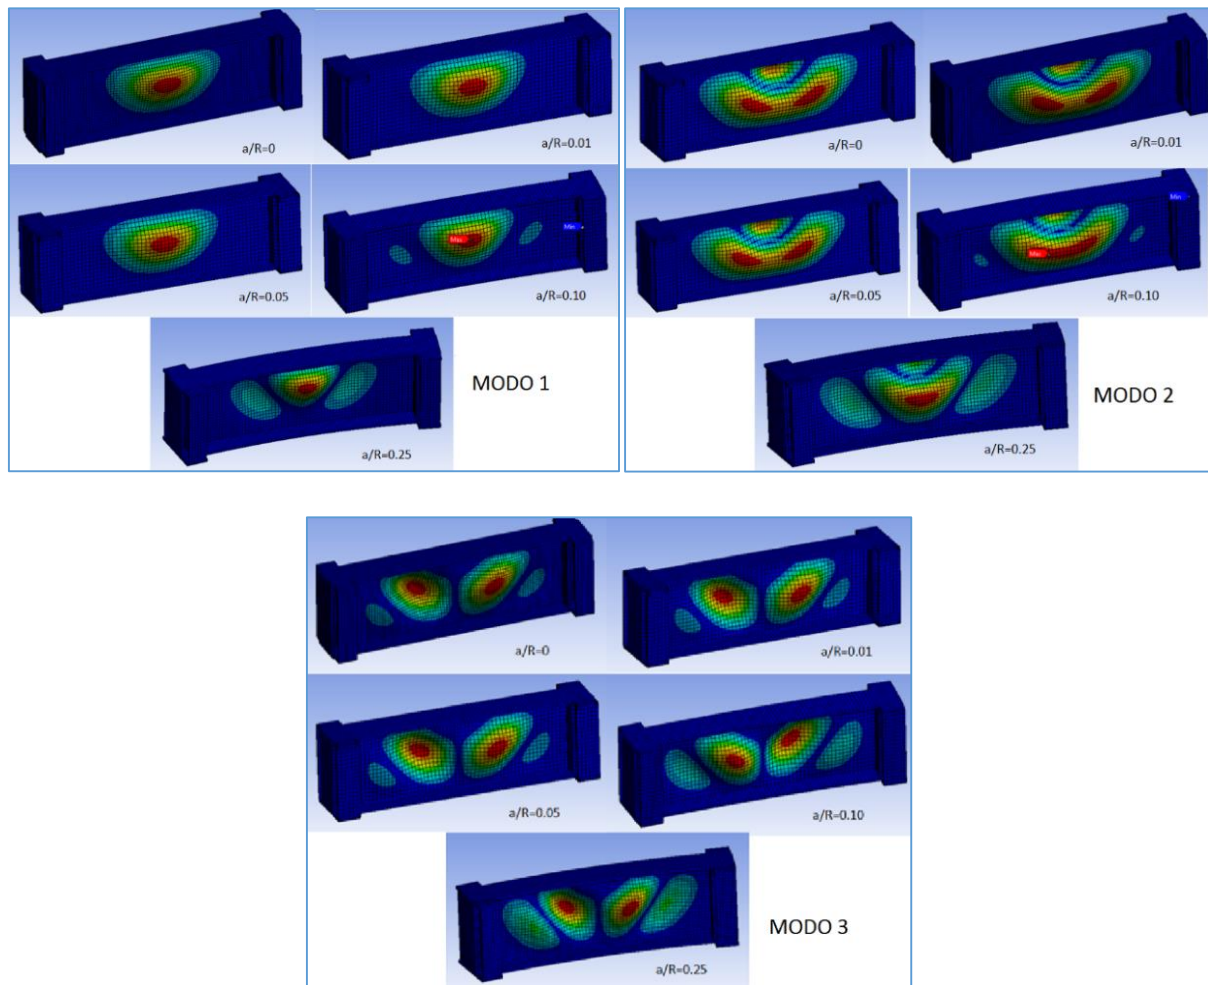 a/R=0
a/R=0.01
a/R=0.05
Max
Min
a/R=0.10
MODO 1
a/R=0.25
a/R=0
a/R=0.01
a/R=0.05
Max
Min
a/R=0.10
MODO 2
a/R=0.25
a/R=0
a/R=0.01
a/R=0.05
a/R=0.10
MODO 3
a/R=0.25